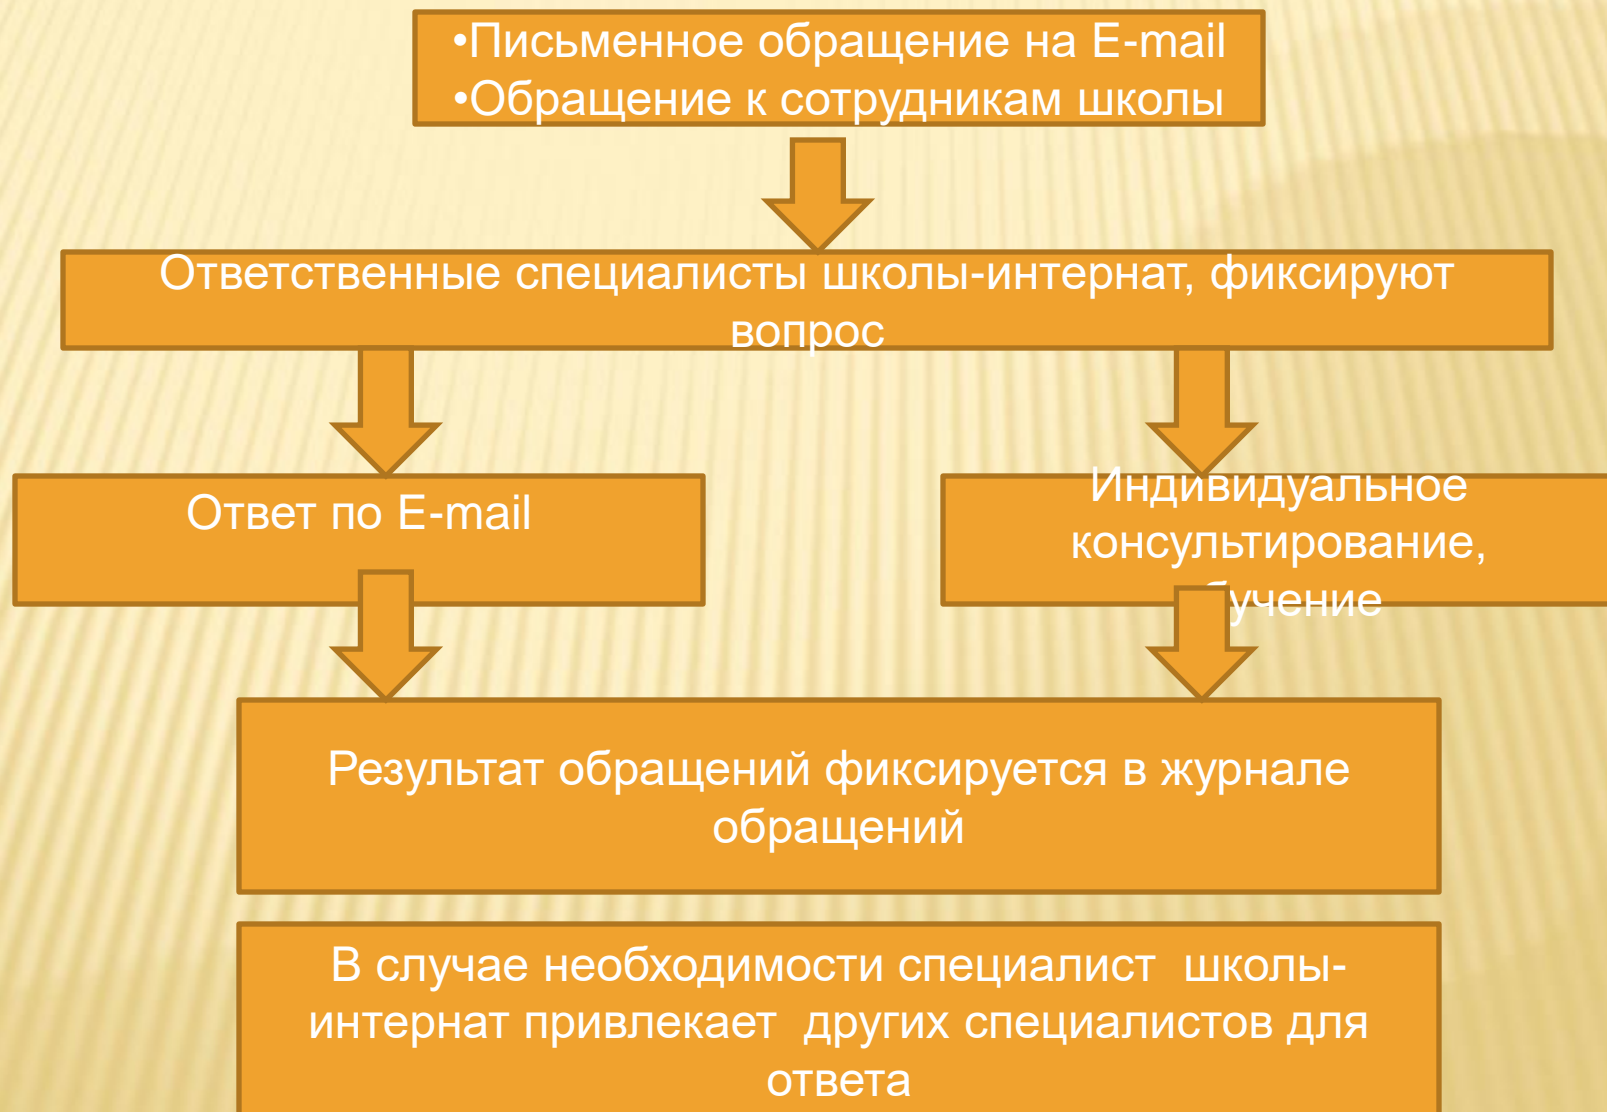 •Письменное обращение на E-mail
•Обращение к сотрудникам школы
Ответственные специалисты школы-интернат, фиксируют
вопрос
Ответ по E-mail
Индивидуальное
консультирование,
Результат обращений фиксируется в журнале
обращений
В случае необходимости специалист  школы-
интернат привлекает  других специалистов для
ответа